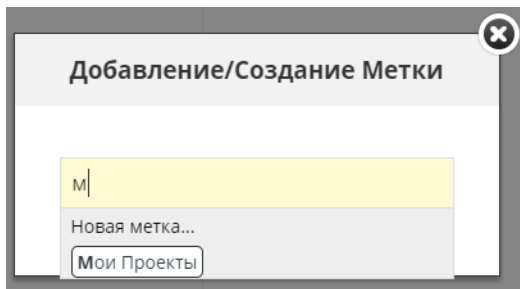 Добавление/Создание Метки
м
Новая метка...
Мои Проекты